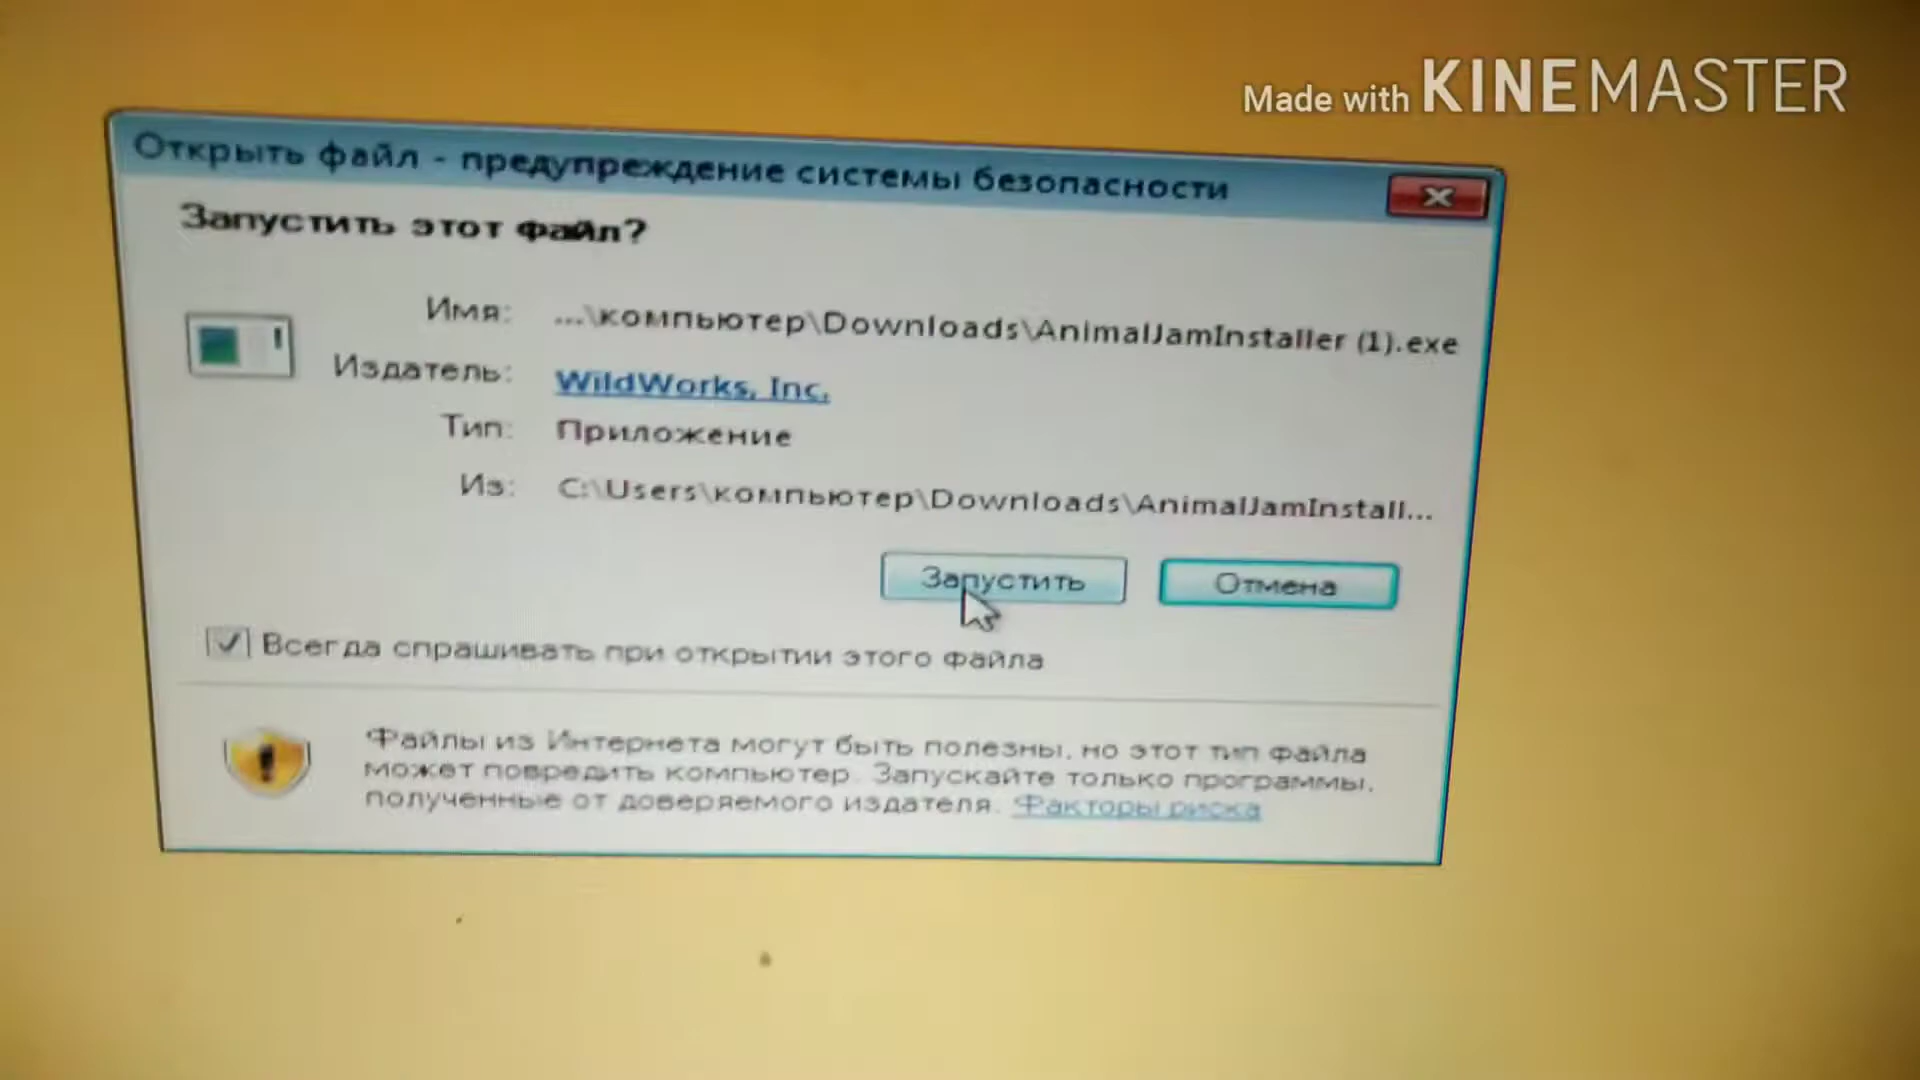 Made with KINEMASTER
Открыть файл - предупреждение системы безопасности
Запустить этот файл?
Имя: ...\компьютер\Downloads\AnimalJamInstaller (1).exe
Издатель: WildWorks, Inc.
Тип: Приложение
Из: C:\Users\компьютер\Downloads\AnimalJamInstall...
Запустить Отмена
Всегда спрашивать при открытии этого файла
Файлы из Интернета могут быть полезны, но этот тип файла
может повредить компьютер. Запускайте только программы,
полученные от доверяемого издателя. Факторы риска